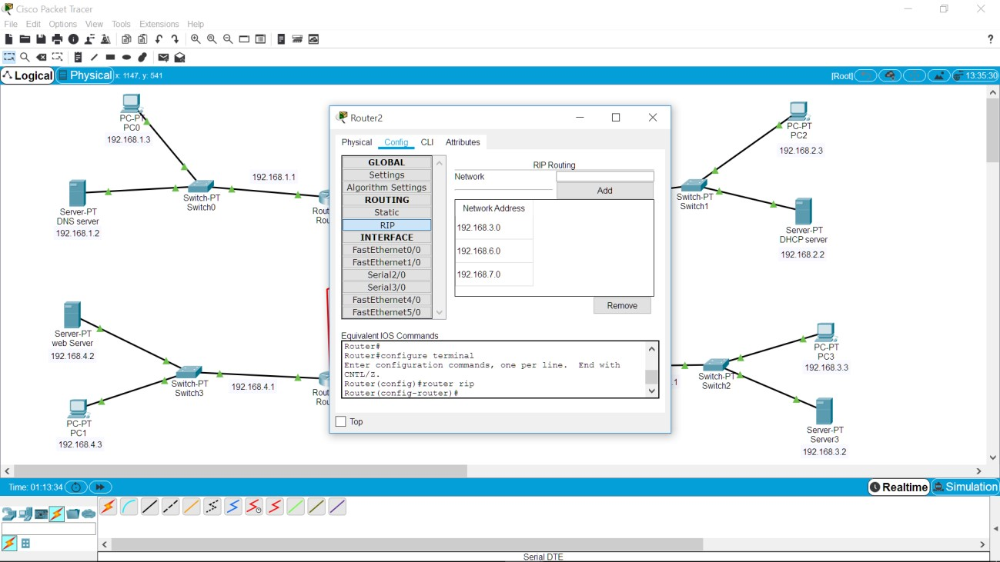 Cisco Packet Tracer
File Edit Options View Tools Extensions Help
?
Logical Physical x: 1147, y: 541 [Root] 13:35:30
PC-PT
PC0
192.168.1.3
Server-PT
DNS server
192.168.1.2
Switch-PT
Switch0
192.168.1.1
Rout
Rou
Server-PT
web Server
192.168.4.2
Switch-PT
Switch3
192.168.4.1
Rout
Rou
PC-PT
PC1
192.168.4.3
Router2
Physical Config CLI Attributes
GLOBAL
Settings
Algorithm Settings
ROUTING
Static
RIP
INTERFACE
FastEthernet0/0
FastEthernet1/0
Serial2/0
Serial3/0
FastEthernet4/0
FastEthernet5/0
RIP Routing
Network
Add
Network Address
192.168.3.0
192.168.6.0
192.168.7.0
Remove
Equivalent IOS Commands
Router#
Router#configure terminal
Enter configuration commands, one per line. End with
CNTL/Z.
Router(config)#router rip
Router(config-router)#
Top
PC-PT
PC2
192.168.2.3
Switch-PT
Switch1
Server-PT
DHCP server
192.168.2.2
PC-PT
PC3
192.168.3.3
.1
Switch-PT
Switch2
Server-PT
Server3
192.168.3.2
Time: 01:13:34 Realtime Simulation
Serial DTE